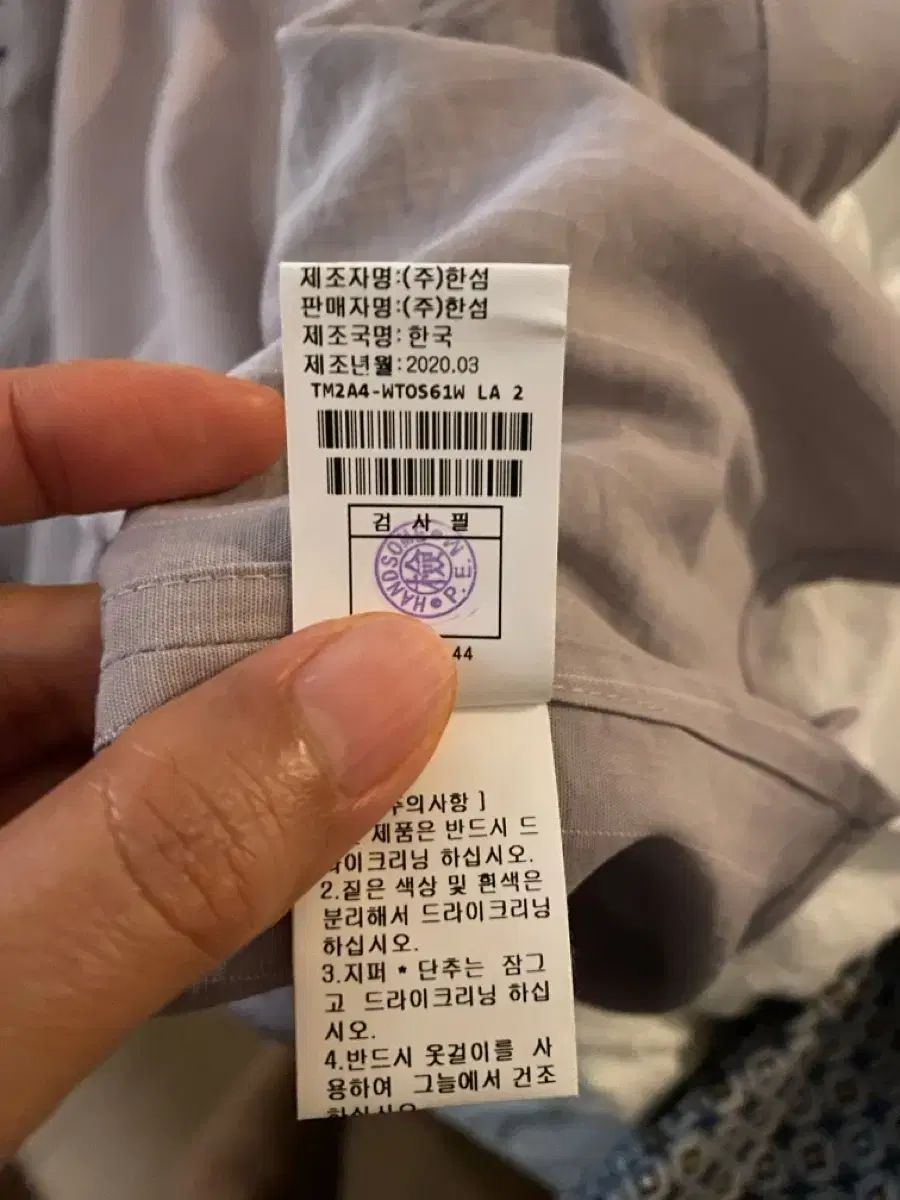 제조자명:(주)한섬
판매자명:(주)한섬
제조국명: 한국
제조년월: 2020.03
TM2A4-WTOS61W LA 2
검 사 필
HANDSOME P.E.M
44
주의사항 ]
제품은 반드시 드
라이크리닝 하십시오.
2.짙은 색상 및 흰색은
분리해서 드라이크리닝
하십시오.
3.지퍼 * 단추는 잠그
고 드라이크리닝 하십
시오.
4.반드시 옷걸이를 사
용하여 그늘에서 건조
하십시오